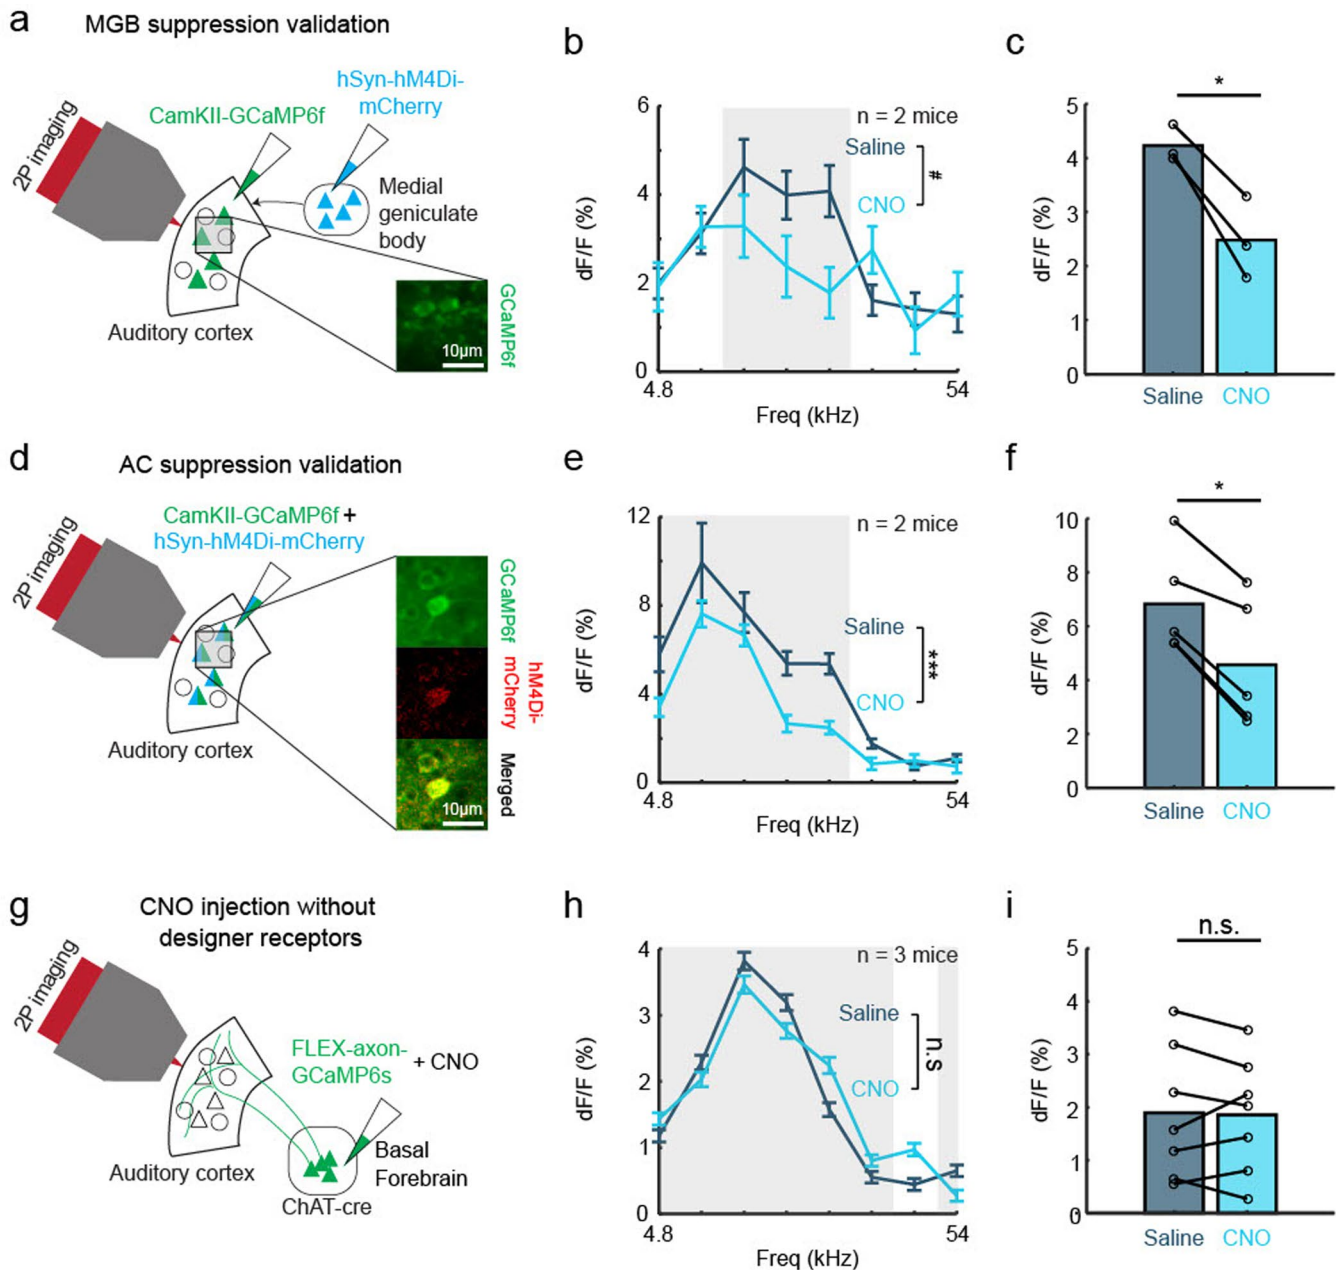 a
MGB suppression validation
2P imaging
CamKII-GCaMP6f
hSyn-hM4Di-
mCherry
Medial
geniculate
body
Auditory cortex
GCaMP6f
10µm
b
6
4
2
0
dF/F (%)
n = 2 mice
Saline
#
CNO
4.8
54
Freq (kHz)
c
*
5
4
3
2
1
0
dF/F (%)
Saline
CNO
d
AC suppression validation
2P imaging
CamKII-GCaMP6f +
hSyn-hM4Di-mCherry
Auditory cortex
GCaMP6f
hM4Di-
mCherry
Merged
10µm
e
12
8
4
0
dF/F (%)
n = 2 mice
Saline
***
CNO
4.8
54
Freq (kHz)
f
*
10
8
6
4
2
0
dF/F (%)
Saline
CNO
g
CNO injection without
designer receptors
2P imaging
FLEX-axon-
GCaMP6s
+ CNO
Auditory cortex
Basal
Forebrain
ChAT-cre
h
4
3
2
1
0
dF/F (%)
n = 3 mice
Saline
n.s
CNO
4.8
54
Freq (kHz)
i
n.s.
5
4
3
2
1
0
dF/F (%)
Saline
CNO